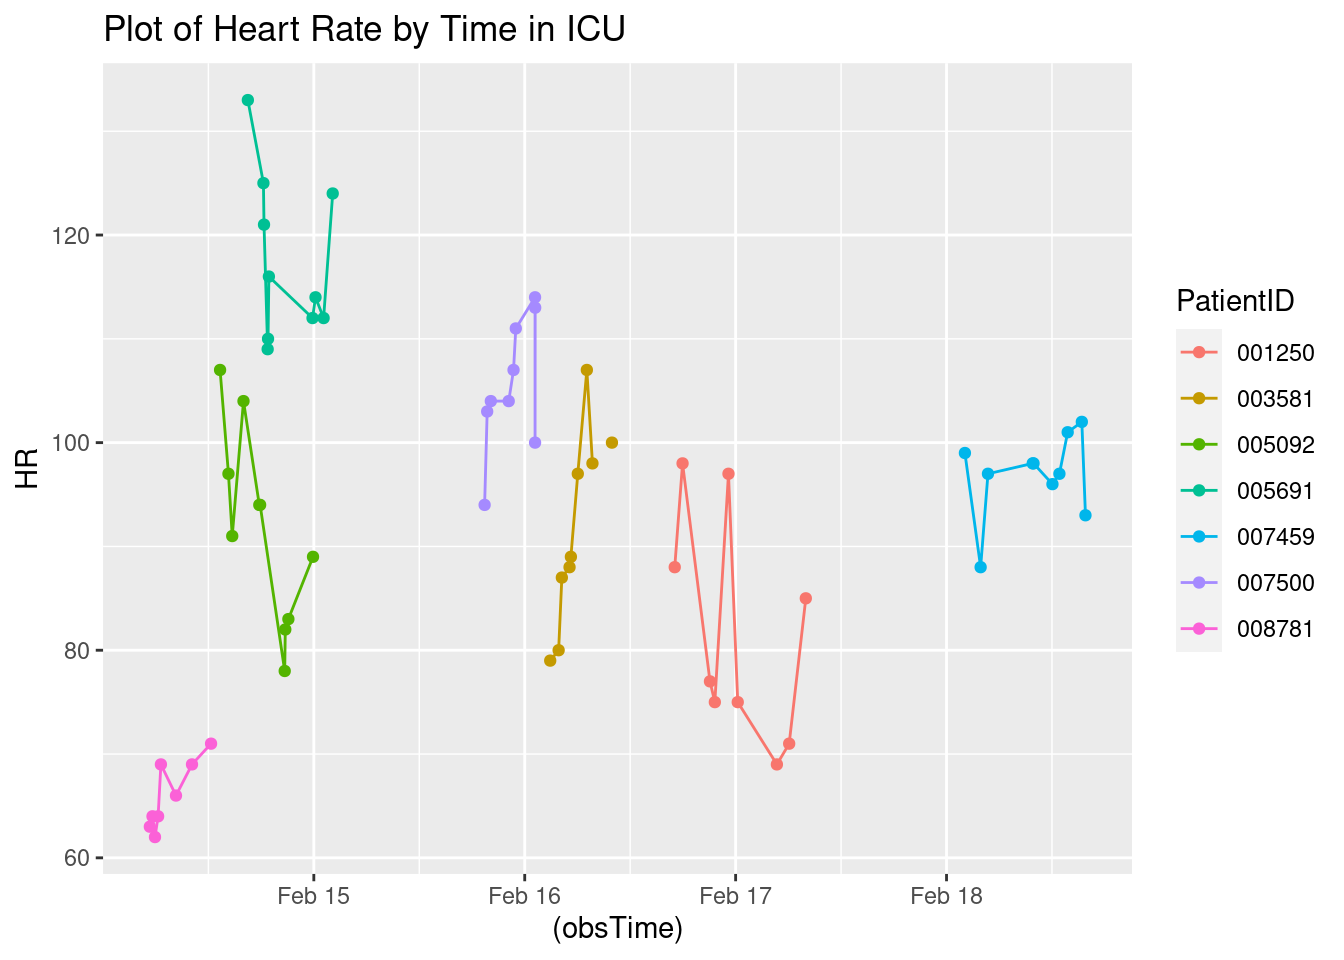 Plot of Heart Rate by Time in ICU
HR
120
100
80
60
Feb 15
Feb 16
Feb 17
Feb 18
(obsTime)
PatientID
001250
003581
005092
005691
007459
007500
008781